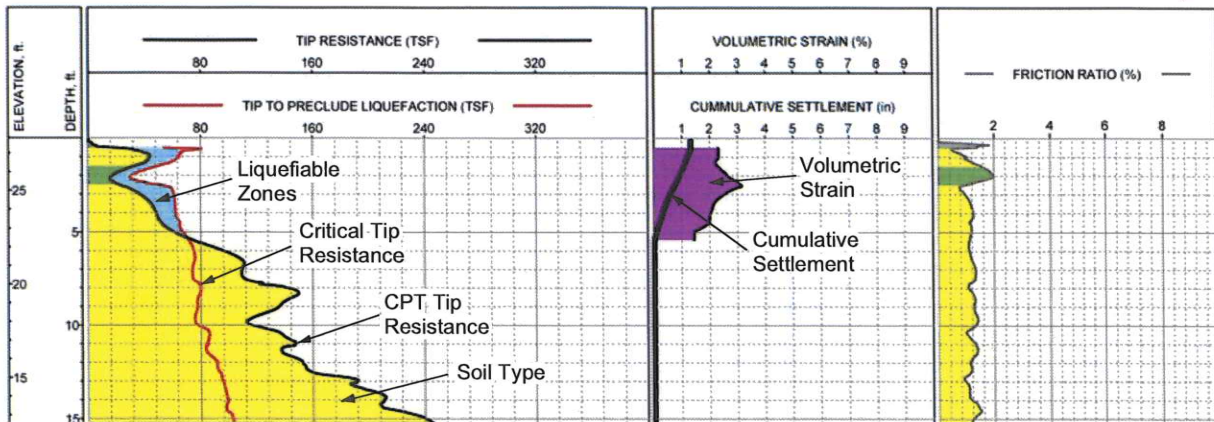 ELEVATION, ft.
DEPTH, ft.
TIP RESISTANCE (TSF)
80 160 240 320
TIP TO PRECLUDE LIQUEFACTION (TSF)
80 160 240 320
VOLUMETRIC STRAIN (%)
1 2 3 4 5 6 7 8 9
CUMMULATIVE SETTLEMENT (in)
1 2 3 4 5 6 7 8 9
FRICTION RATIO (%)
2 4 6 8
Liquefiable
Zones
Critical Tip
Resistance
CPT Tip
Resistance
Soil Type
Volumetric
Strain
Cumulative
Settlement
25
5
20
10
15
15